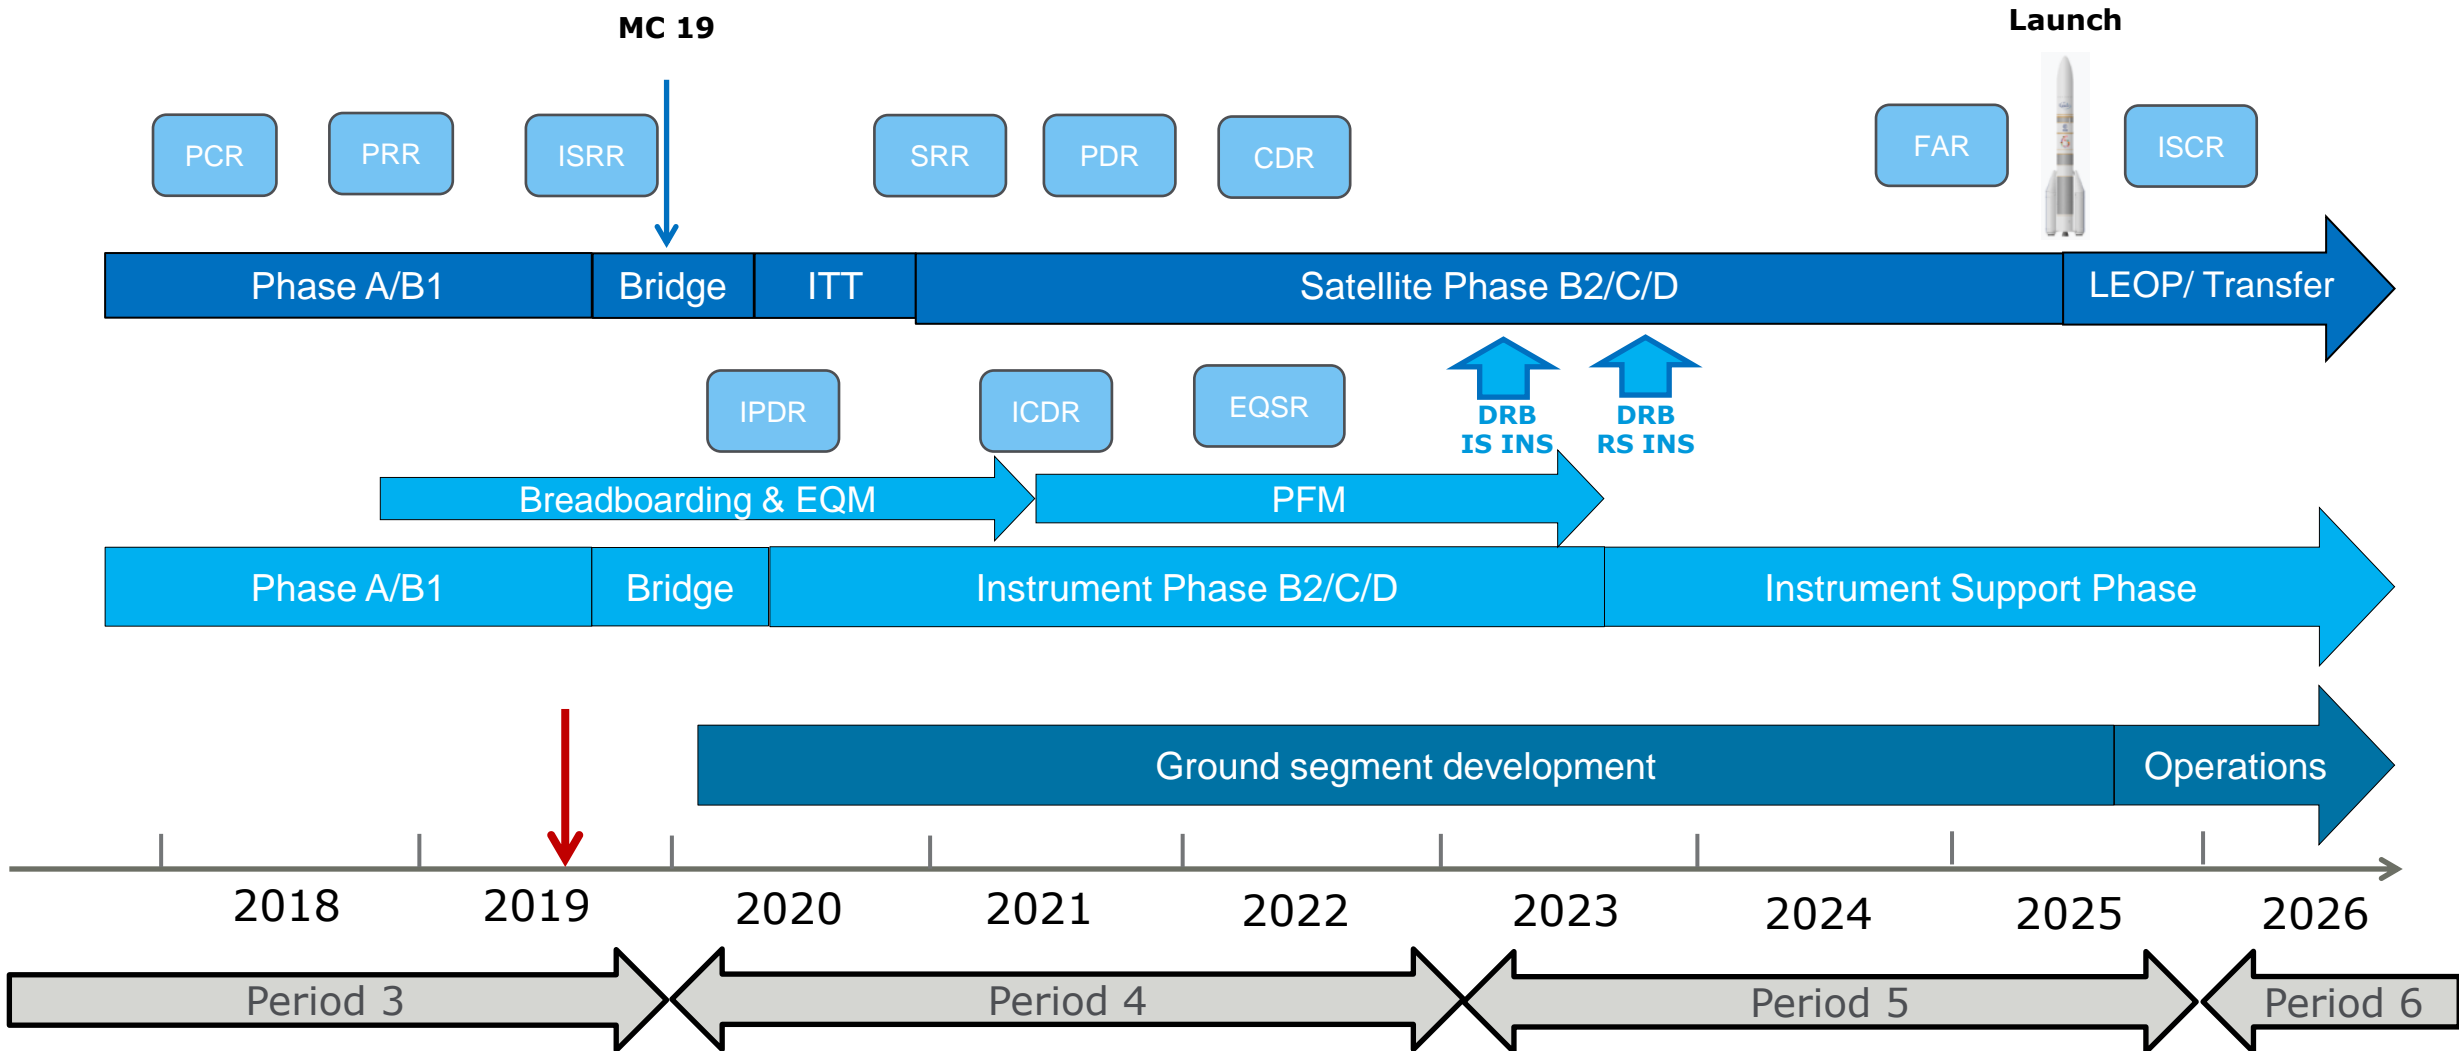 MC 19
Launch
PCR
PRR
ISRR
SRR
PDR
CDR
FAR
ISCR
Phase A/B1
Bridge
ITT
Satellite Phase B2/C/D
LEOP/ Transfer
IPDR
ICDR
EQSR
DRB
IS INS
DRB
RS INS
Breadboarding & EQM
PFM
Phase A/B1
Bridge
Instrument Phase B2/C/D
Instrument Support Phase
Ground segment development
Operations
2018
2019
2020
2021
2022
2023
2024
2025
2026
Period 3
Period 4
Period 5
Period 6